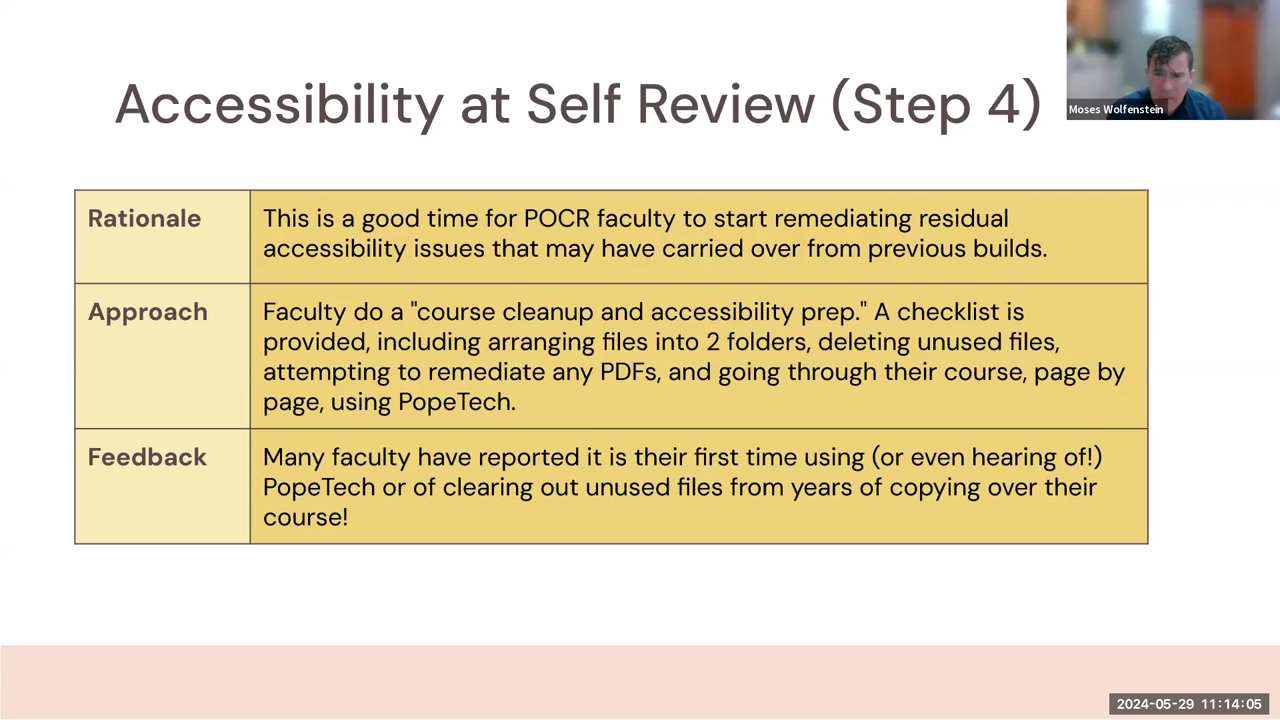 Accessibility at Self Review (Step 4)
Moses Wolfenstein
Rationale
This is a good time for POCR faculty to start remediating residual
accessibility issues that may have carried over from previous builds.
Approach
Faculty do a "course cleanup and accessibility prep." A checklist is
provided, including arranging files into 2 folders, deleting unused files,
attempting to remediate any PDFs, and going through their course, page by
page, using PopeTech.
Feedback
Many faculty have reported it is their first time using (or even hearing of!)
PopeTech or of clearing out unused files from years of copying over their
course!
2024-05-29 11:14:05